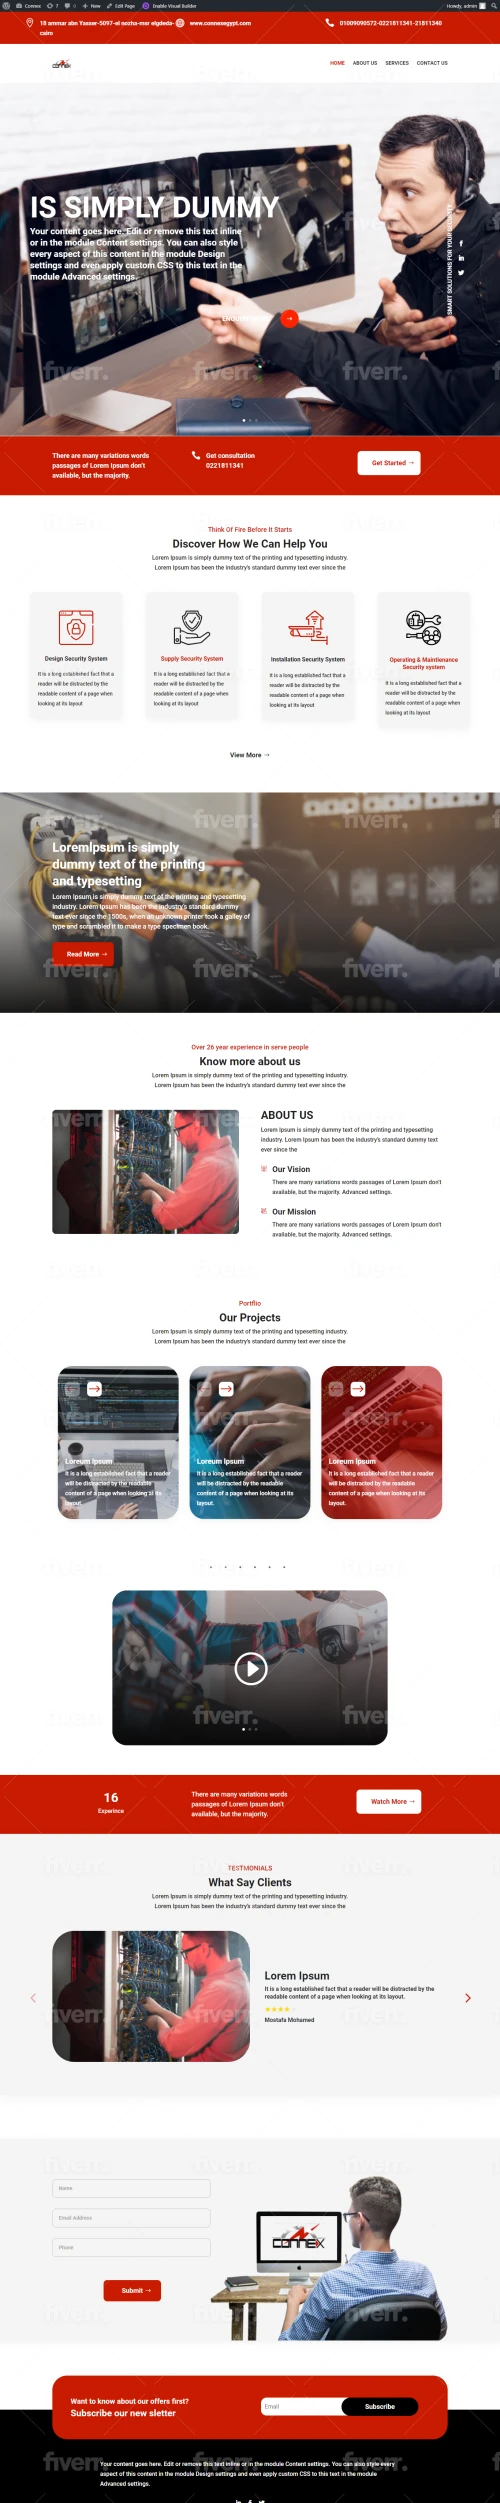 Connex 7 0 New Edit Page Enable Visual Builder Howdy, admin
18 ammar abn Yasser-5097-el nozha-msr elgdeda-cairo
www.connexegypt.com
01009090572-0221811341-21811340
CONNEX
HOME ABOUT US SERVICES CONTACT US
IS SIMPLY DUMMY
Your content goes here. Edit or remove this text inline
or in the module Content settings. You can also style
every aspect of this content in the module Design
settings and even apply custom CSS to this text in the
module Advanced settings.
SMART SOLUTIONS FOR YOUR
fiverr.
There are many variations words
passages of Lorem Ipsum don't
available, but the majority.
Get consultation
0221811341
Get Started →
Think Of Fire Before It Starts
Discover How We Can Help You
Lorem Ipsum is simply dummy text of the printing and typesetting industry.
Lorem Ipsum has been the industry's standard dummy text ever since the
Design Security System
It is a long established fact that a
reader will be distracted by the
readable content of a page when
looking at its layout
Supply Security System
It is a long established fact that a
reader will be distracted by the
readable content of a page when
looking at its layout
Installation Security System
It is a long established fact that a
reader will be distracted by the
readable content of a page when
looking at its layout
Operating & Maintienance
Security system
It is a long established fact that a
reader will be distracted by the
readable content of a page when
looking at its layout
View More →
LoremIpsum is simply
dummy text of the printing
and typesetting
Lorem Ipsum is simply dummy text of the printing and typesetting
industry. Lorem Ipsum has been the industry's standard dummy
text ever since the 1500s, when an unknown printer took a galley of
type and scrambled it to make a type specimen book.
Read More →
Over 26 year experience in serve people
Know more about us
Lorem Ipsum is simply dummy text of the printing and typesetting industry.
Lorem Ipsum has been the industry's standard dummy text ever since the
ABOUT US
Lorem Ipsum is simply dummy text of the printing and typesetting
industry. Lorem Ipsum has been the industry's standard dummy text
ever since the
Our Vision
There are many variations words passages of Lorem Ipsum don't
available, but the majority. Advanced settings.
Our Mission
There are many variations words passages of Lorem Ipsum don't
available, but the majority. Advanced settings.
Portflio
Our Projects
Lorem Ipsum is simply dummy text of the printing and typesetting industry.
Lorem Ipsum has been the industry's standard dummy text ever since the
Loreum Ipsum
It is a long established fact that a reader
will be distracted by the readable
content of a page when looking at its
layout.
Loreum Ipsum
It is a long established fact that a reader
will be distracted by the readable
content of a page when looking at its
layout.
Loreum Ipsum
It is a long established fact that a reader
will be distracted by the readable
content of a page when looking at its
layout.
16
Experince
There are many variations words
passages of Lorem Ipsum don't
available, but the majority.
Watch More →
TESTMONIALS
What Say Clients
Lorem Ipsum is simply dummy text of the printing and typesetting industry.
Lorem Ipsum has been the industry's standard dummy text ever since the
Lorem Ipsum
It is a long established fact that a reader will be distracted by the
readable content of a page when looking at its layout.
Mostafa Mohamed
Name
Email Address
Phone
Submit →
CONNEX
Want to know about our offers first?
Subscribe our new sletter
Email
Subscribe
Your content goes here. Edit or remove this text inline or in the module Content settings. You can also style every
aspect of this content in the module Design settings and even apply custom CSS to this text in the module
Advanced settings.